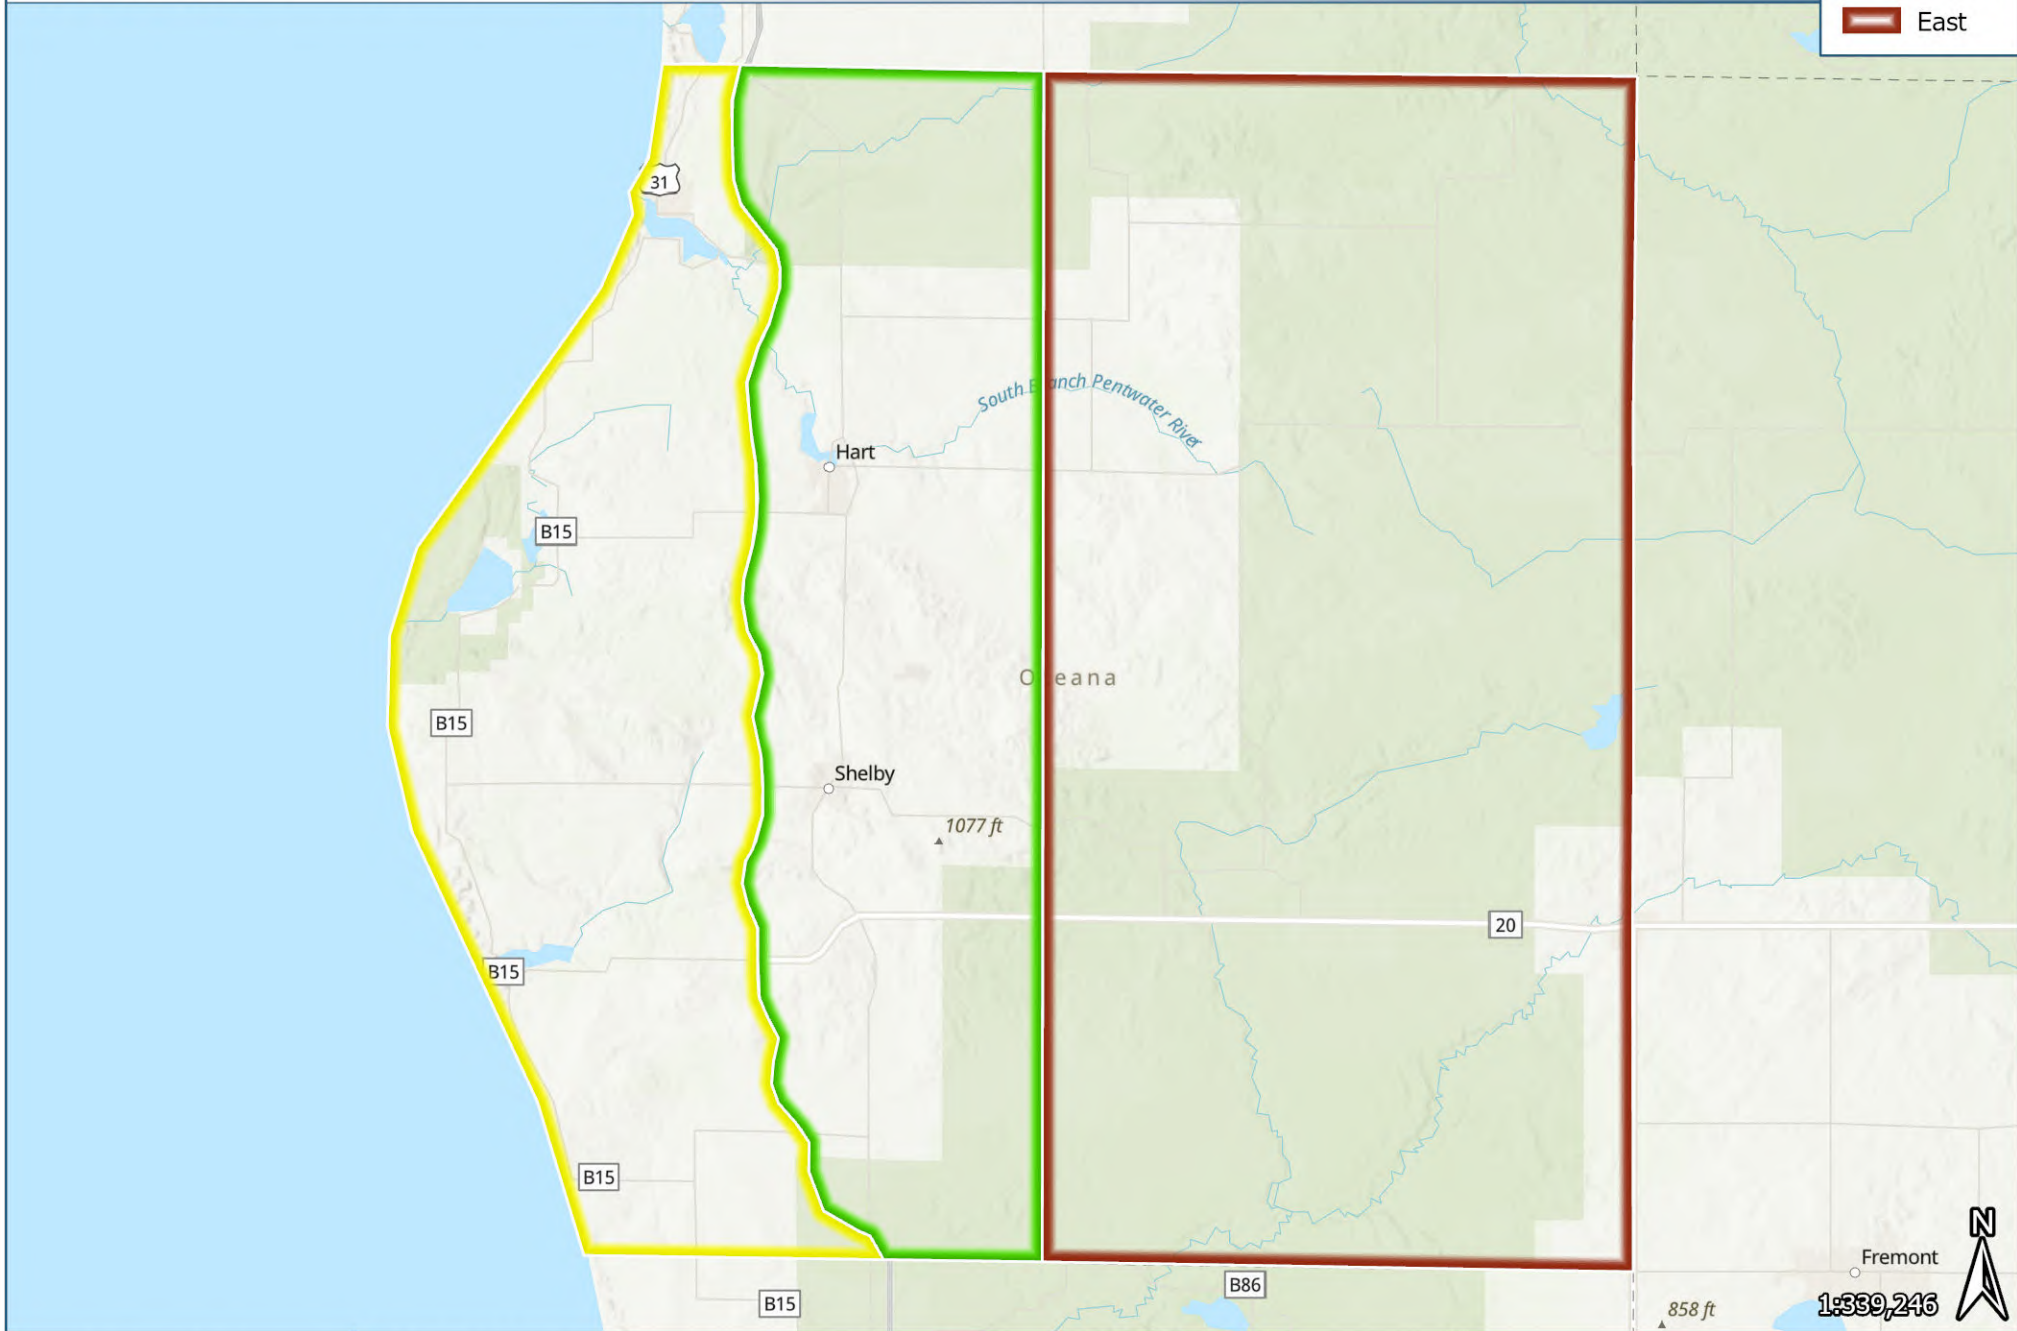 East
31
South Branch Pentwater River
Hart
B15
Oceana
B15
Shelby
1077 ft
20
B15
B15
N
Fremont
B86
B15
858 ft
1:339,246